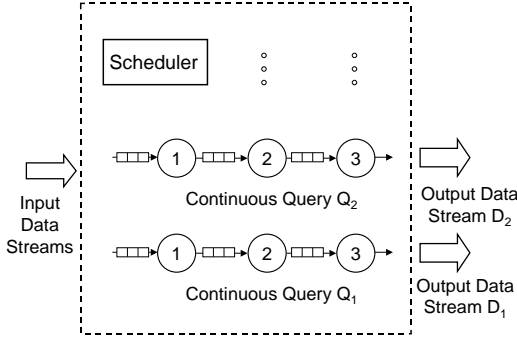 Scheduler
1 2 3
Continuous Query Q₂
Input
Data
Streams
Output Data
Stream D₂
1 2 3
Continuous Query Q₁
Output Data
Stream D₁